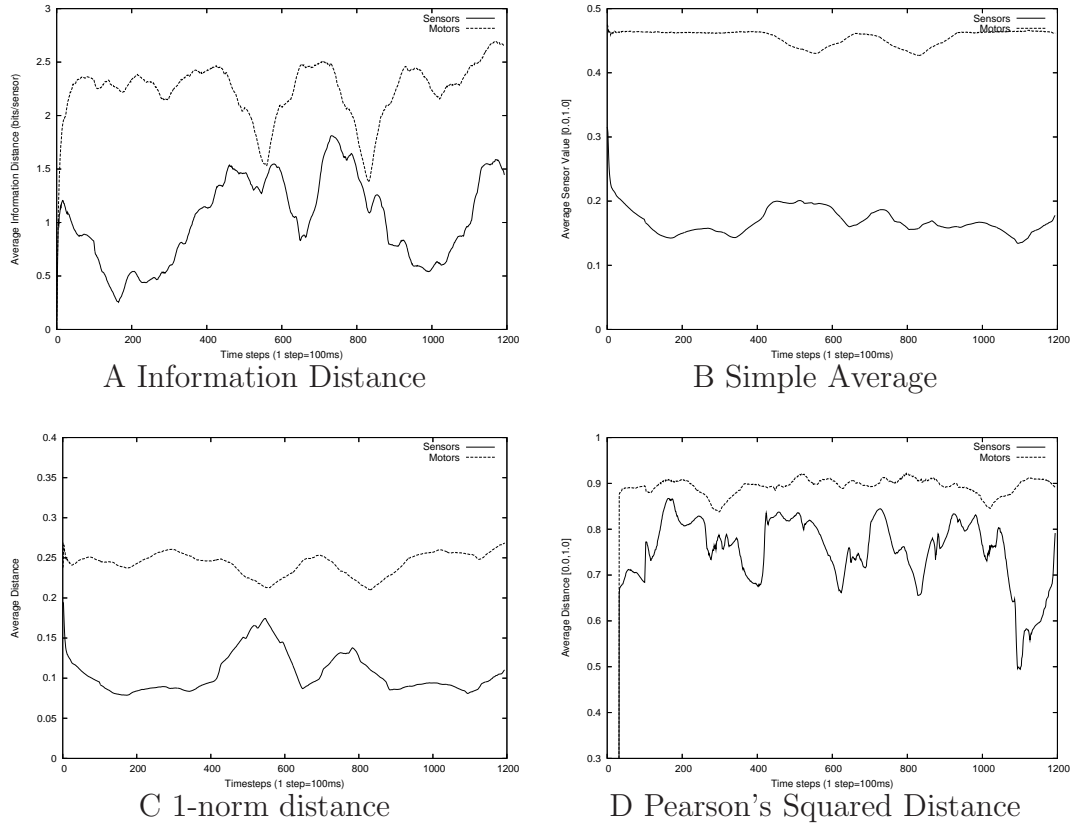 3
2.5
2
1.5
1
0.5
0
0 200 400 600 800 1000 1200
Average Information Distance (bits/sensor)
Time steps (1 step=100ms)
Sensors
Motors
A Information Distance
0.5
0.4
0.3
0.2
0.1
0
0 200 400 600 800 1000 1200
Average Sensor Value [0.0,1.0]
Time steps (1 step=100ms)
Sensors
Motors
B Simple Average
0.4
0.35
0.3
0.25
0.2
0.15
0.1
0.05
0
0 200 400 600 800 1000 1200
Average Distance
Timesteps (1 step=100ms)
Sensors
Motors
C 1-norm distance
1
0.9
0.8
0.7
0.6
0.5
0.4
0.3
0 200 400 600 800 1000 1200
Average Distance [0.0,1.0]
Time steps (1 step=100ms)
Sensors
Motors
D Pearson's Squared Distance